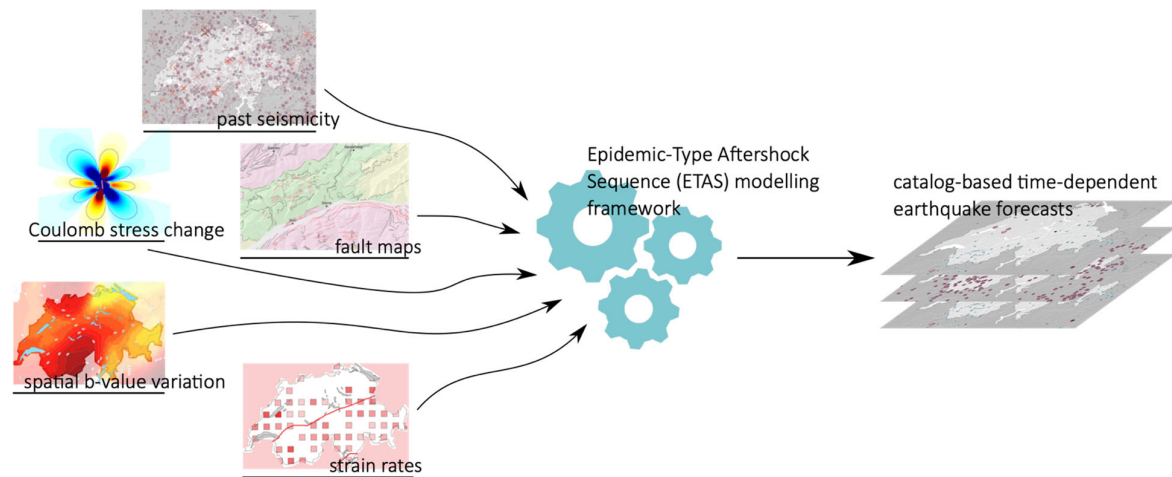 past seismicity
Coulomb stress change
fault maps
spatial b-value variation
strain rates
Epidemic-Type Aftershock
Sequence (ETAS) modelling
framework
catalog-based time-dependent
earthquake forecasts